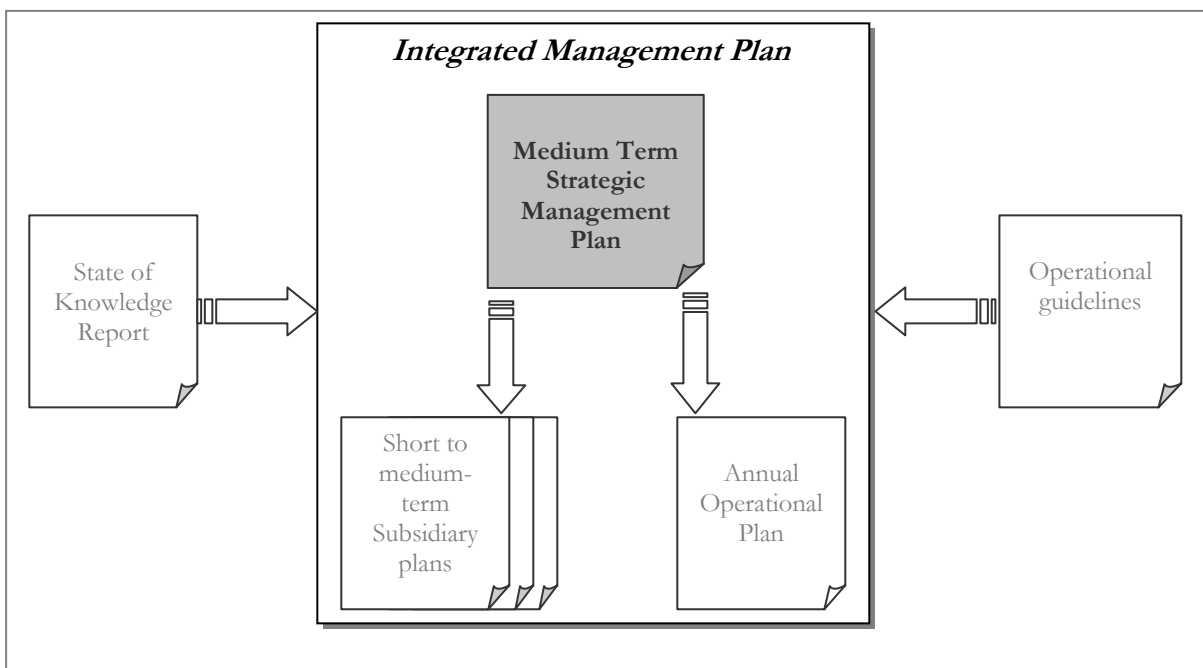 Integrated Management Plan
Medium Term
Strategic
Management
Plan
State of
Knowledge
Report
Operational
guidelines
Short to
medium-
term
Subsidiary
plans
Annual
Operational
Plan